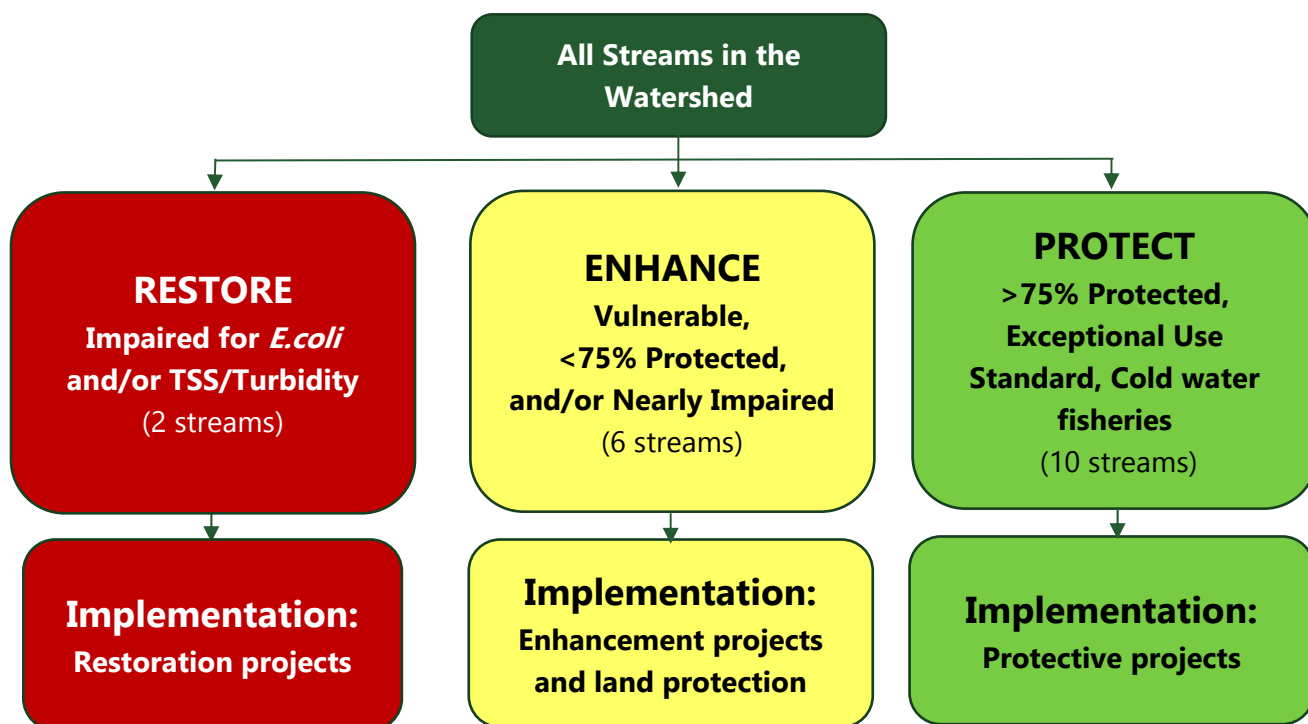 All Streams in the
Watershed
RESTORE
Impaired for E.coli
and/or TSS/Turbidity
(2 streams)
ENHANCE
Vulnerable,
<75% Protected,
and/or Nearly Impaired
(6 streams)
PROTECT
>75% Protected,
Exceptional Use
Standard, Cold water
fisheries
(10 streams)
Implementation:
Restoration projects
Implementation:
Enhancement projects
and land protection
Implementation:
Protective projects